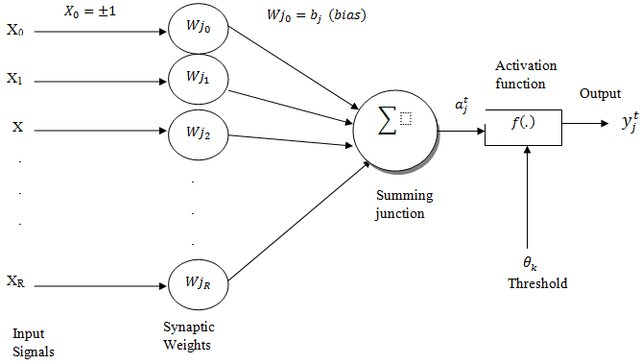 X₀ = ±1
Wj₀ = bⱼ (bias)
X₀
Wj₀
X₁
Wj₁
X
Wj₂
∑
aⱼᵗ
Activation
function
f(.)
Output
yⱼᵗ
Summing
junction
θₖ
Threshold
X_R
Wj_R
Input
Signals
Synaptic
Weights